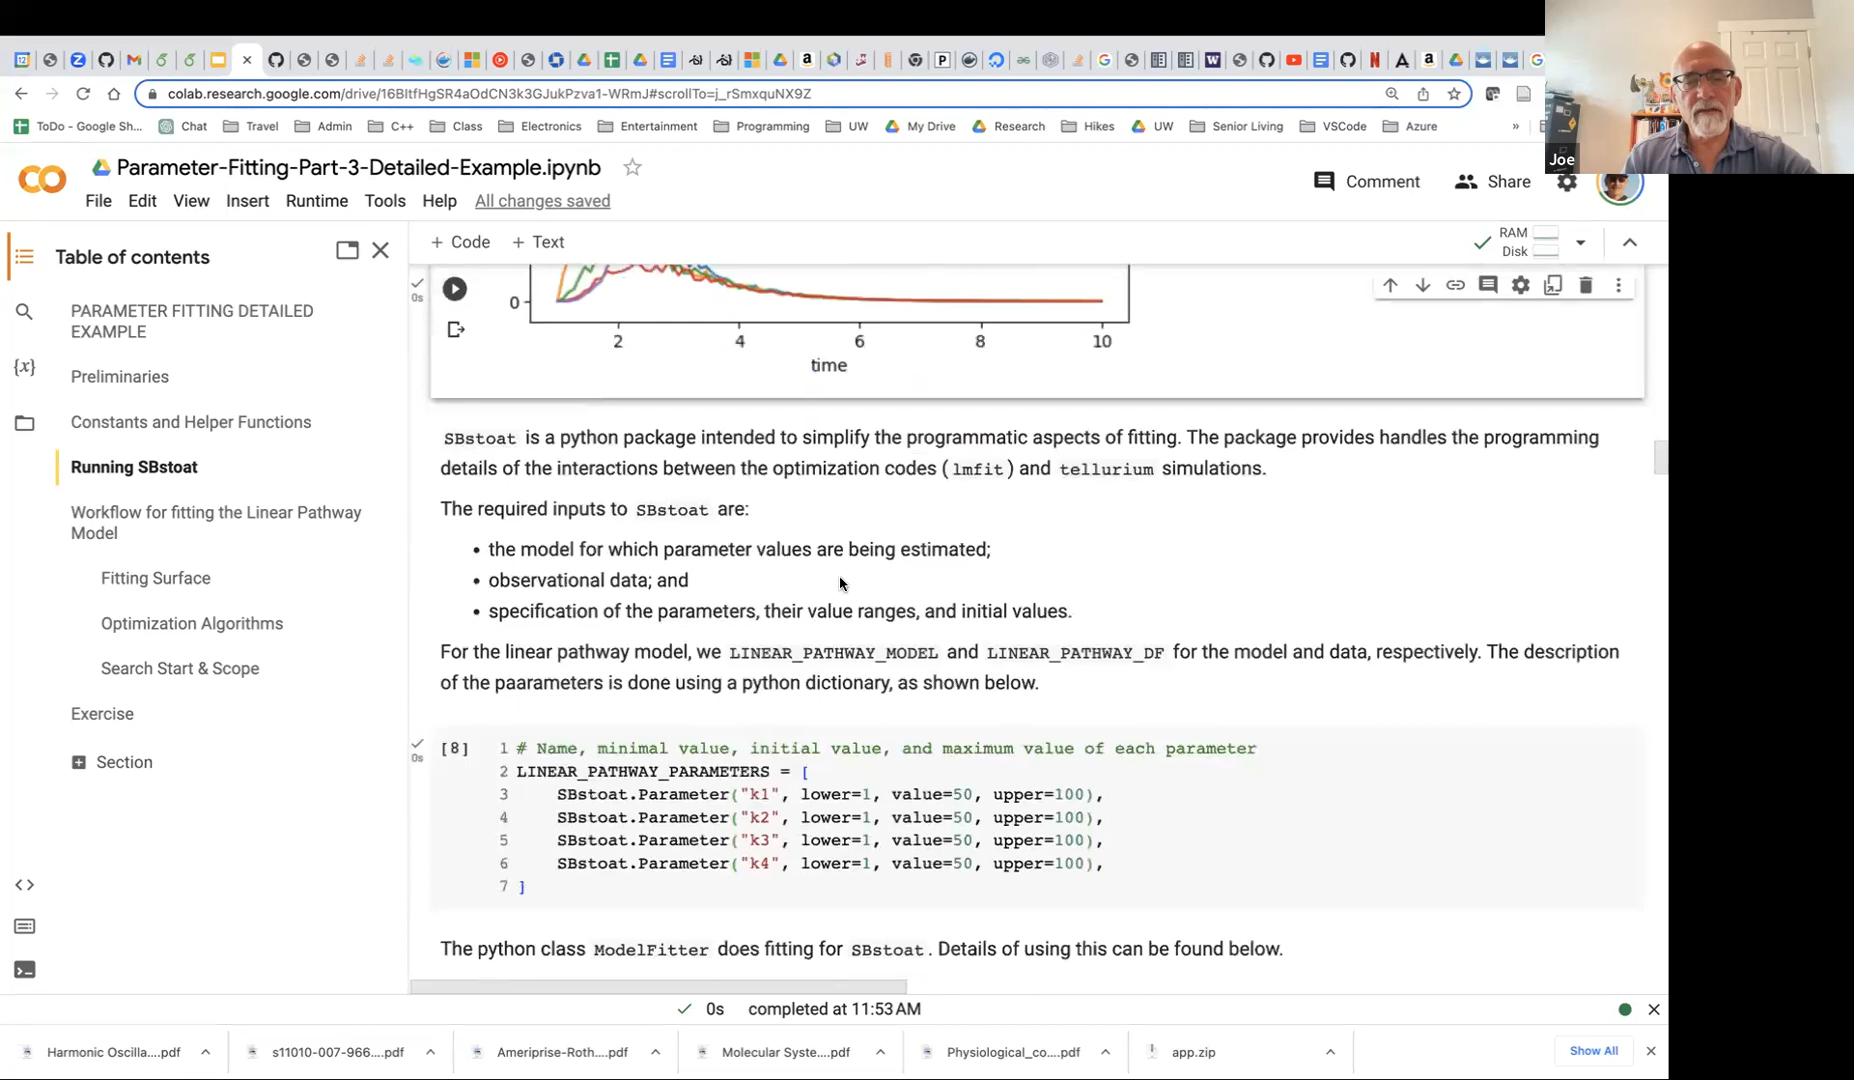 colab.research.google.com/drive/16BltfHgSR4aOdCN3k3GJukPzva1-WRmJ#scrollTo=j_rSmxquNX9Z
ToDo - Google Sh... Chat Travel Admin C++ Class Electronics Entertainment Programming UW My Drive Research Hikes UW Senior Living VSCode Azure »
Joe
Parameter-Fitting-Part-3-Detailed-Example.ipynb
Comment Share
File Edit View Insert Runtime Tools Help All changes saved
Table of contents
PARAMETER FITTING DETAILED
EXAMPLE
Preliminaries
Constants and Helper Functions
Running SBstoat
Workflow for fitting the Linear Pathway
Model
Fitting Surface
Optimization Algorithms
Search Start & Scope
Exercise
Section
+ Code + Text
RAM
Disk
0s
0
2 4 6 8 10
time
SBstoat is a python package intended to simplify the programmatic aspects of fitting. The package provides handles the programming
details of the interactions between the optimization codes (lmfit) and tellurium simulations.
The required inputs to SBstoat are:
• the model for which parameter values are being estimated;
• observational data; and
• specification of the parameters, their value ranges, and initial values.
For the linear pathway model, we LINEAR_PATHWAY_MODEL and LINEAR_PATHWAY_DF for the model and data, respectively. The description
of the paarameters is done using a python dictionary, as shown below.
0s
[8] 1 # Name, minimal value, initial value, and maximum value of each parameter
2 LINEAR_PATHWAY_PARAMETERS = [
3 SBstoat.Parameter("k1", lower=1, value=50, upper=100),
4 SBstoat.Parameter("k2", lower=1, value=50, upper=100),
5 SBstoat.Parameter("k3", lower=1, value=50, upper=100),
6 SBstoat.Parameter("k4", lower=1, value=50, upper=100),
7 ]
The python class ModelFitter does fitting for SBstoat. Details of using this can be found below.
0s completed at 11:53 AM
Harmonic Oscilla....pdf s11010-007-966....pdf Ameriprise-Roth....pdf Molecular Syste....pdf Physiological_co....pdf app.zip Show All